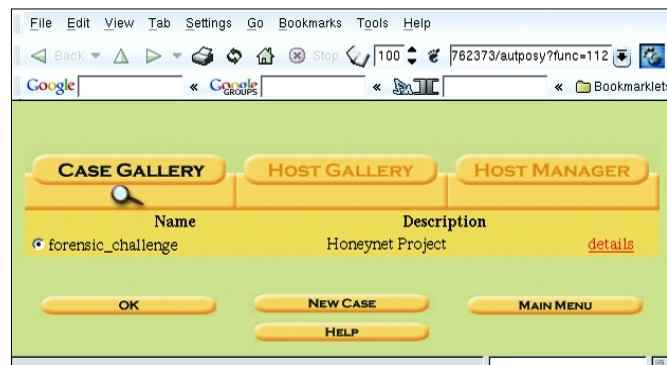 File Edit View Tab Settings Go Bookmarks Tools Help
Back Stop 100 762373/autposy?func=112
Google « Google GROUPS « « Bookmarklets
CASE GALLERY HOST GALLERY HOST MANAGER
Name Description
forensic_challenge Honeynet Project details
OK NEW CASE MAIN MENU
HELP